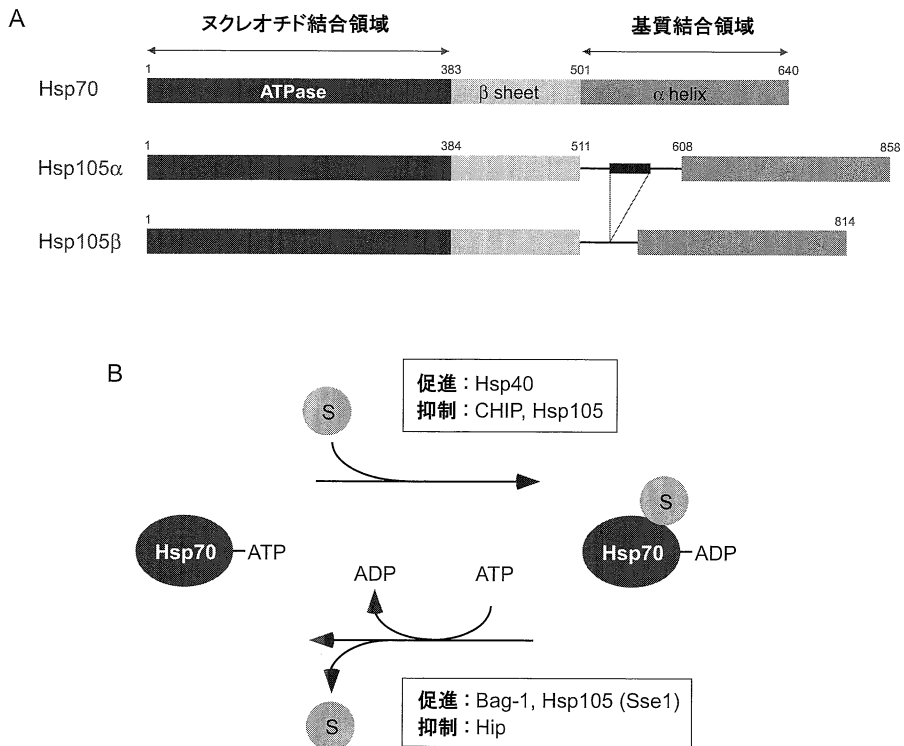 A
ヌクレオチド結合領域
基質結合領域
1 383 501 640
Hsp70 ATPase β sheet α helix
1 384 511 608 858
Hsp105α
1 814
Hsp105β
B
促進：Hsp40
抑制：CHIP, Hsp105
S
S
Hsp70 ATP
Hsp70 ADP
ADP ATP
促進：Bag-1, Hsp105 (Sse1)
抑制：Hip
S